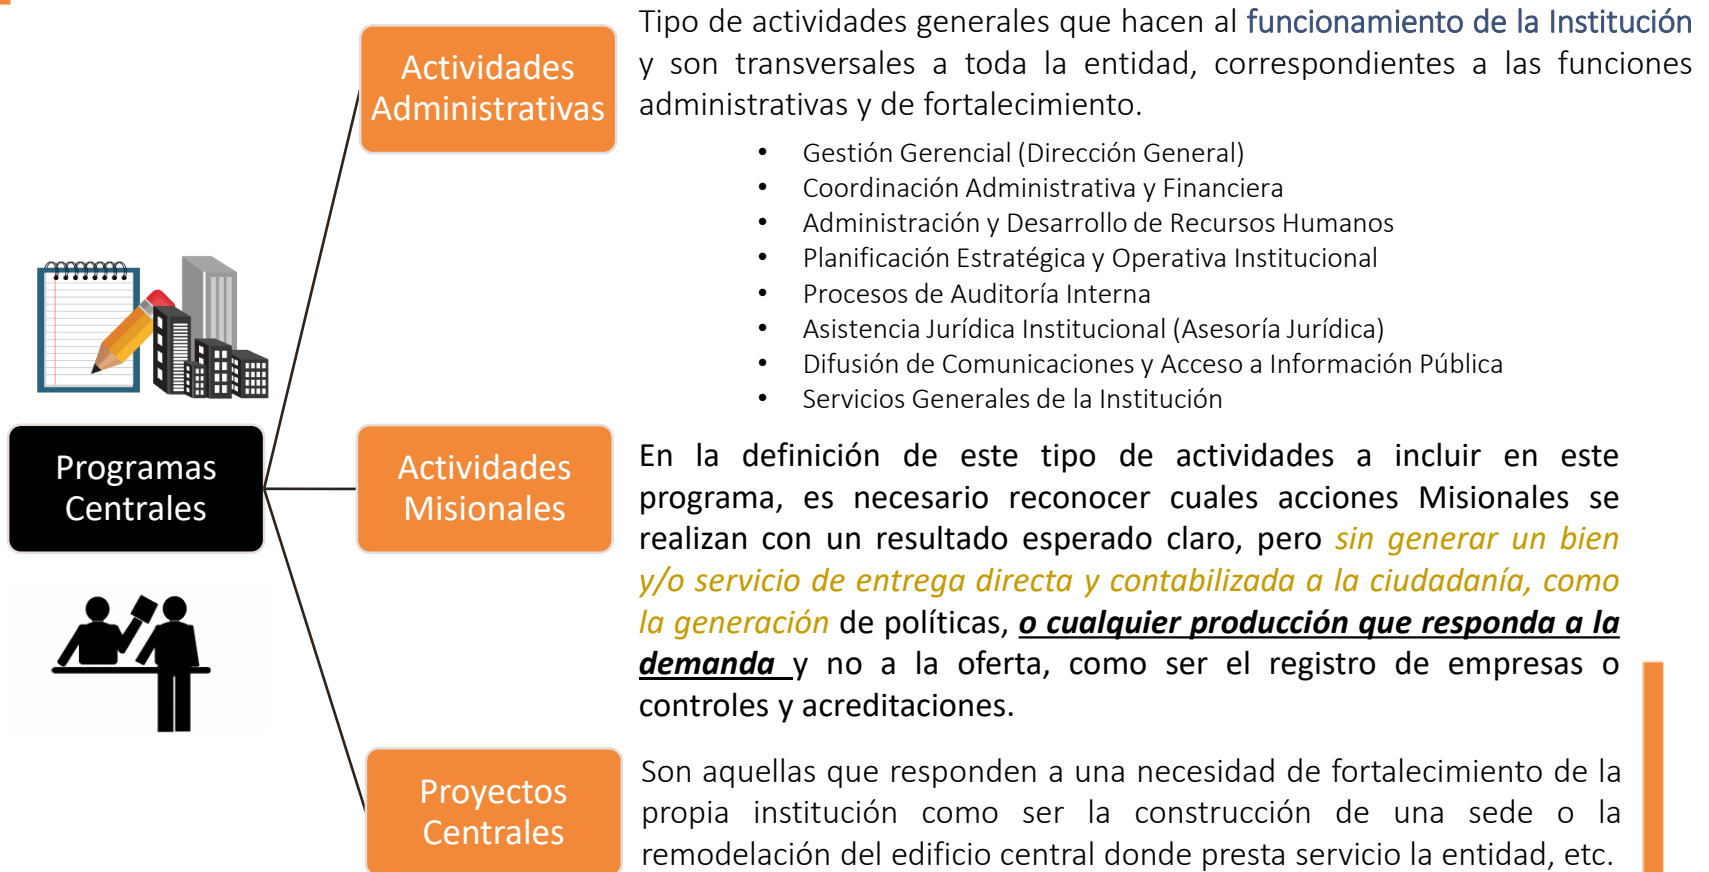 Actividades
Administrativas
Tipo de actividades generales que hacen al funcionamiento de la Institución
y son transversales a toda la entidad, correspondientes a las funciones
administrativas y de fortalecimiento.
• Gestión Gerencial (Dirección General)
• Coordinación Administrativa y Financiera
• Administración y Desarrollo de Recursos Humanos
• Planificación Estratégica y Operativa Institucional
• Procesos de Auditoría Interna
• Asistencia Jurídica Institucional (Asesoría Jurídica)
• Difusión de Comunicaciones y Acceso a Información Pública
• Servicios Generales de la Institución
Programas
Centrales
Actividades
Misionales
En la definición de este tipo de actividades a incluir en este
programa, es necesario reconocer cuales acciones Misionales se
realizan con un resultado esperado claro, pero sin generar un bien
y/o servicio de entrega directa y contabilizada a la ciudadanía, como
la generación de políticas, o cualquier producción que responda a la
demanda y no a la oferta, como ser el registro de empresas o
controles y acreditaciones.
Proyectos
Centrales
Son aquellas que responden a una necesidad de fortalecimiento de la
propia institución como ser la construcción de una sede o la
remodelación del edificio central donde presta servicio la entidad, etc.